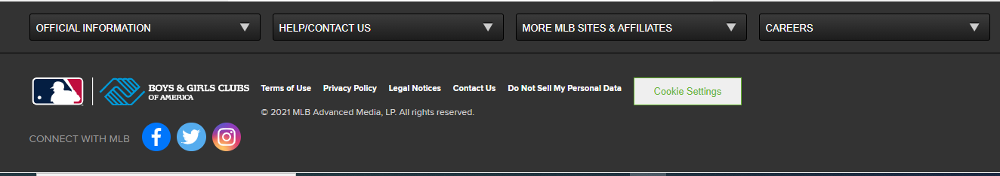 OFFICIAL INFORMATION
HELP/CONTACT US
MORE MLB SITES & AFFILIATES
CAREERS
BOYS & GIRLS CLUBS
OF AMERICA
Terms of Use Privacy Policy Legal Notices Contact Us Do Not Sell My Personal Data
Cookie Settings
© 2021 MLB Advanced Media, LP. All rights reserved.
CONNECT WITH MLB